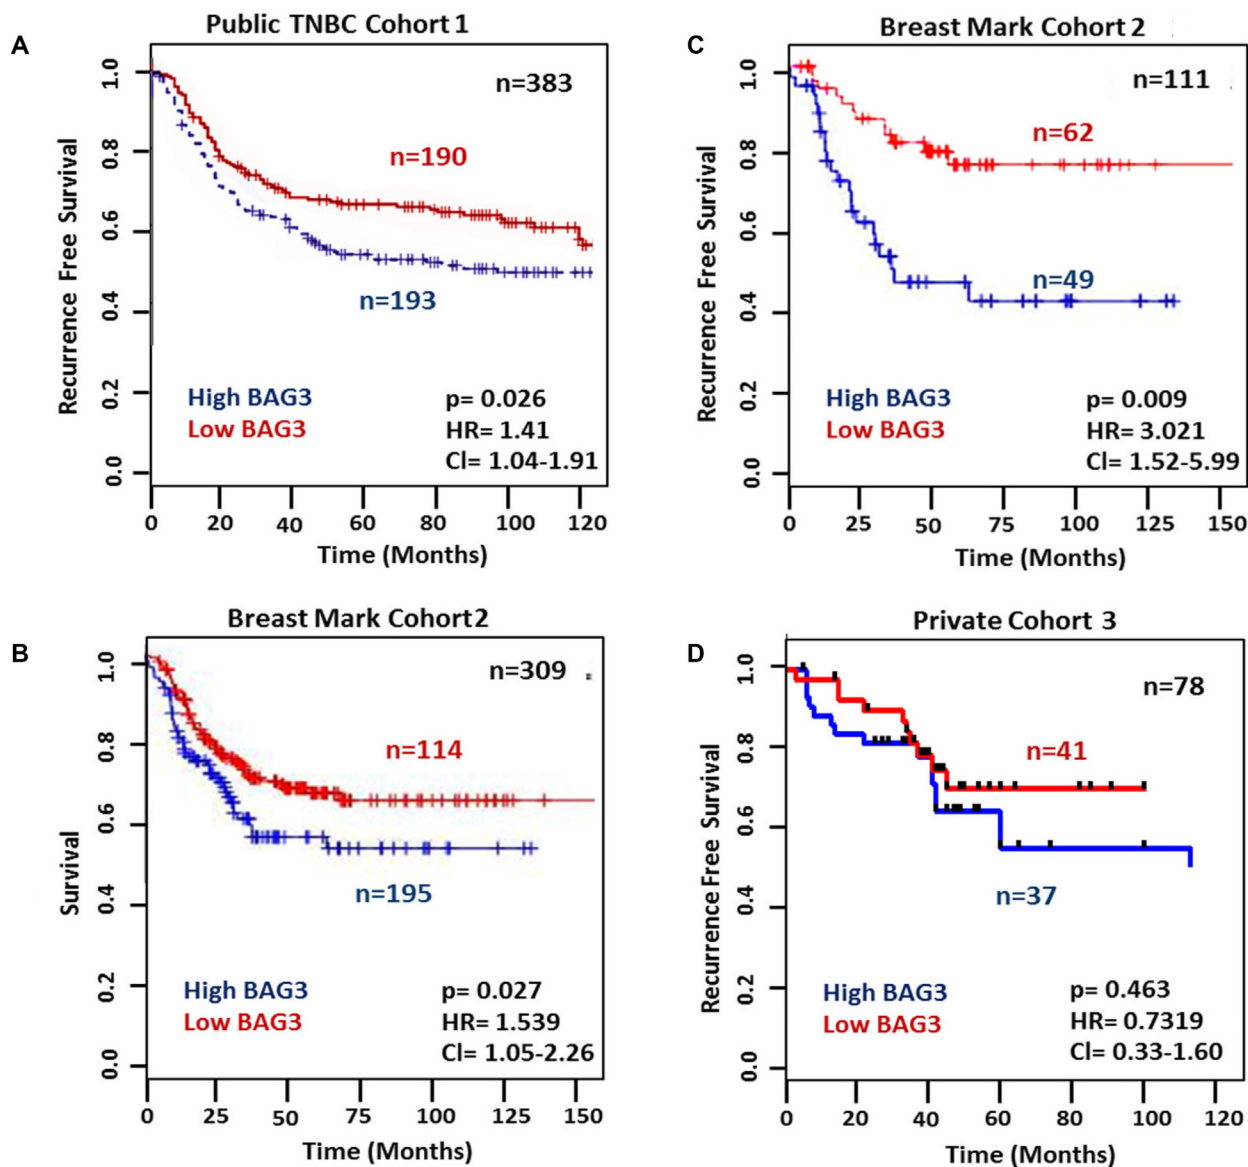 A
Public TNBC Cohort 1
Recurrence Free Survival
1.0
0.8
0.6
0.4
0.2
0.0
n=383
n=190
n=193
High BAG3
Low BAG3
p= 0.026
HR= 1.41
CI= 1.04-1.91
0 20 40 60 80 100 120
Time (Months)
C
Breast Mark Cohort 2
Recurrence Free Survival
1.0
0.8
0.6
0.4
0.2
0.0
n=111
n=62
n=49
High BAG3
Low BAG3
p= 0.009
HR= 3.021
CI= 1.52-5.99
0 25 50 75 100 125 150
Time (Months)
B
Breast Mark Cohort2
Survival
1.0
0.8
0.6
0.4
0.2
0.0
n=309
n=114
n=195
High BAG3
Low BAG3
p= 0.027
HR= 1.539
CI= 1.05-2.26
0 25 50 75 100 125 150
Time (Months)
D
Private Cohort 3
Recurrence Free Survival
1.0
0.8
0.6
0.4
0.2
0.0
n=78
n=41
n=37
High BAG3
Low BAG3
p= 0.463
HR= 0.7319
CI= 0.33-1.60
0 20 40 60 80 100 120
Time (Months)